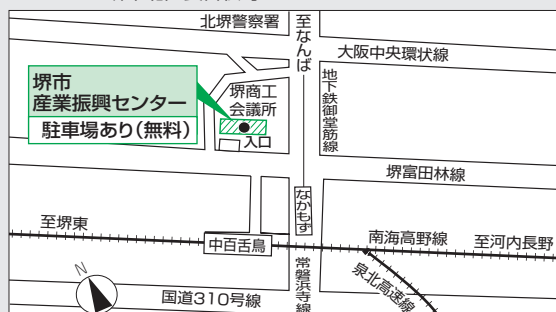 北堺警察署
至なんば
大阪中央環状線
地下鉄御堂筋線
堺市
産業振興センター
駐車場あり(無料)
堺商工
会議所
入口
堺富田林線
なかもず
至堺東
中百舌鳥
南海高野線
至河内長野
泉北高速線
常磐浜寺線
国道310号線
N